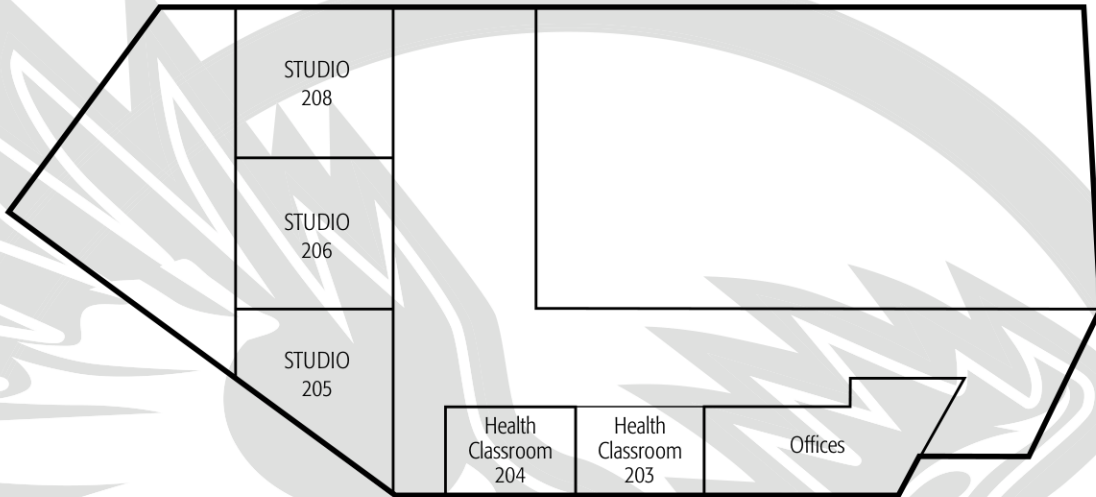 STUDIO
208
STUDIO
206
STUDIO
205
Health
Classroom
204
Health
Classroom
203
Offices